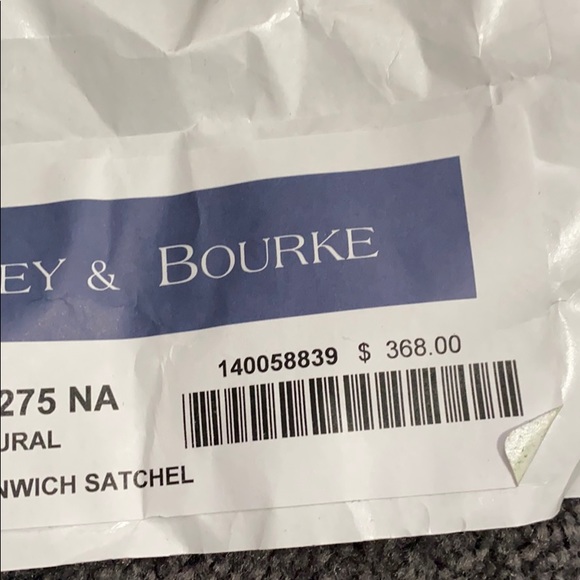 EY & BOURKE
140058839 $ 368.00
275 NA
URAL
NWICH SATCHEL